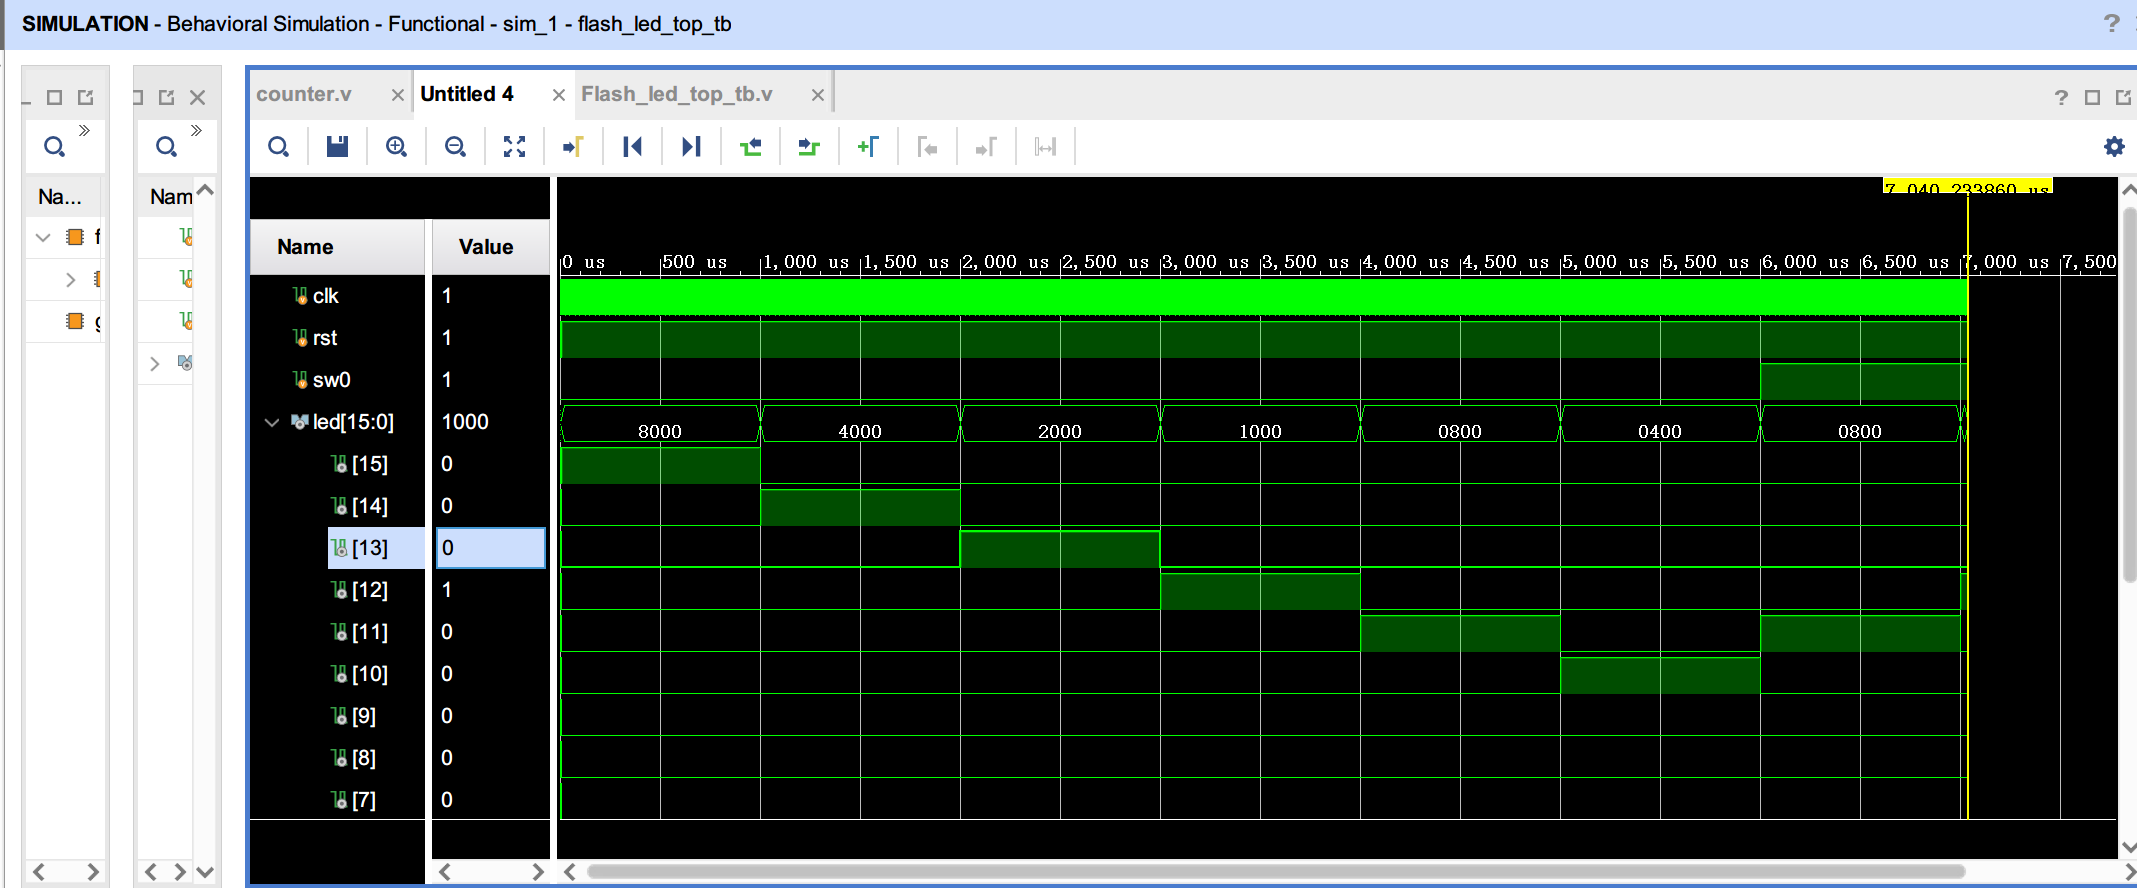 SIMULATION - Behavioral Simulation - Functional - sim_1 - flash_led_top_tb
?
counter.v
Untitled 4
Flash_led_top_tb.v
?
Na...
Nam
f
g
7,040.233860 us
Name
Value
0 us
500 us
1,000 us
1,500 us
2,000 us
2,500 us
3,000 us
3,500 us
4,000 us
4,500 us
5,000 us
5,500 us
6,000 us
6,500 us
7,000 us
7,500
clk
1
rst
1
sw0
1
led[15:0]
1000
8000
4000
2000
1000
0800
0400
0800
[15]
0
[14]
0
[13]
0
[12]
1
[11]
0
[10]
0
[9]
0
[8]
0
[7]
0